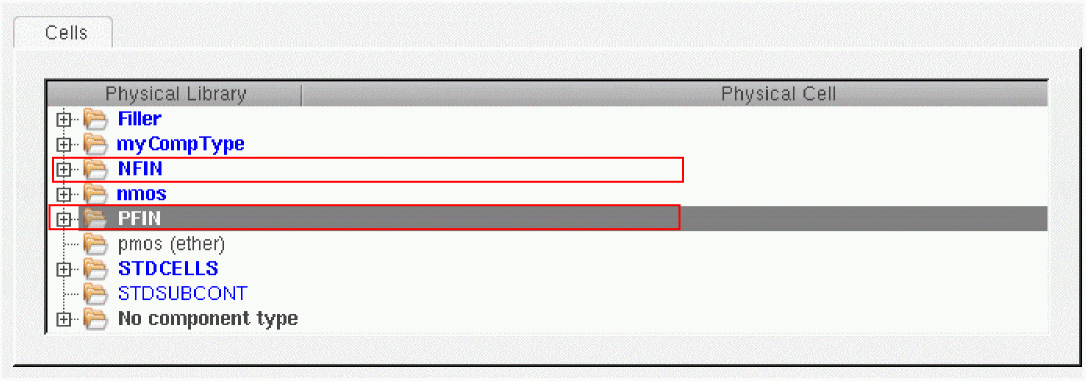 Cells
Physical Library Physical Cell
Filler
myCompType
NFIN
nmos
PFIN
pmos (ether)
STDCELLS
STDSUBCONT
No component type